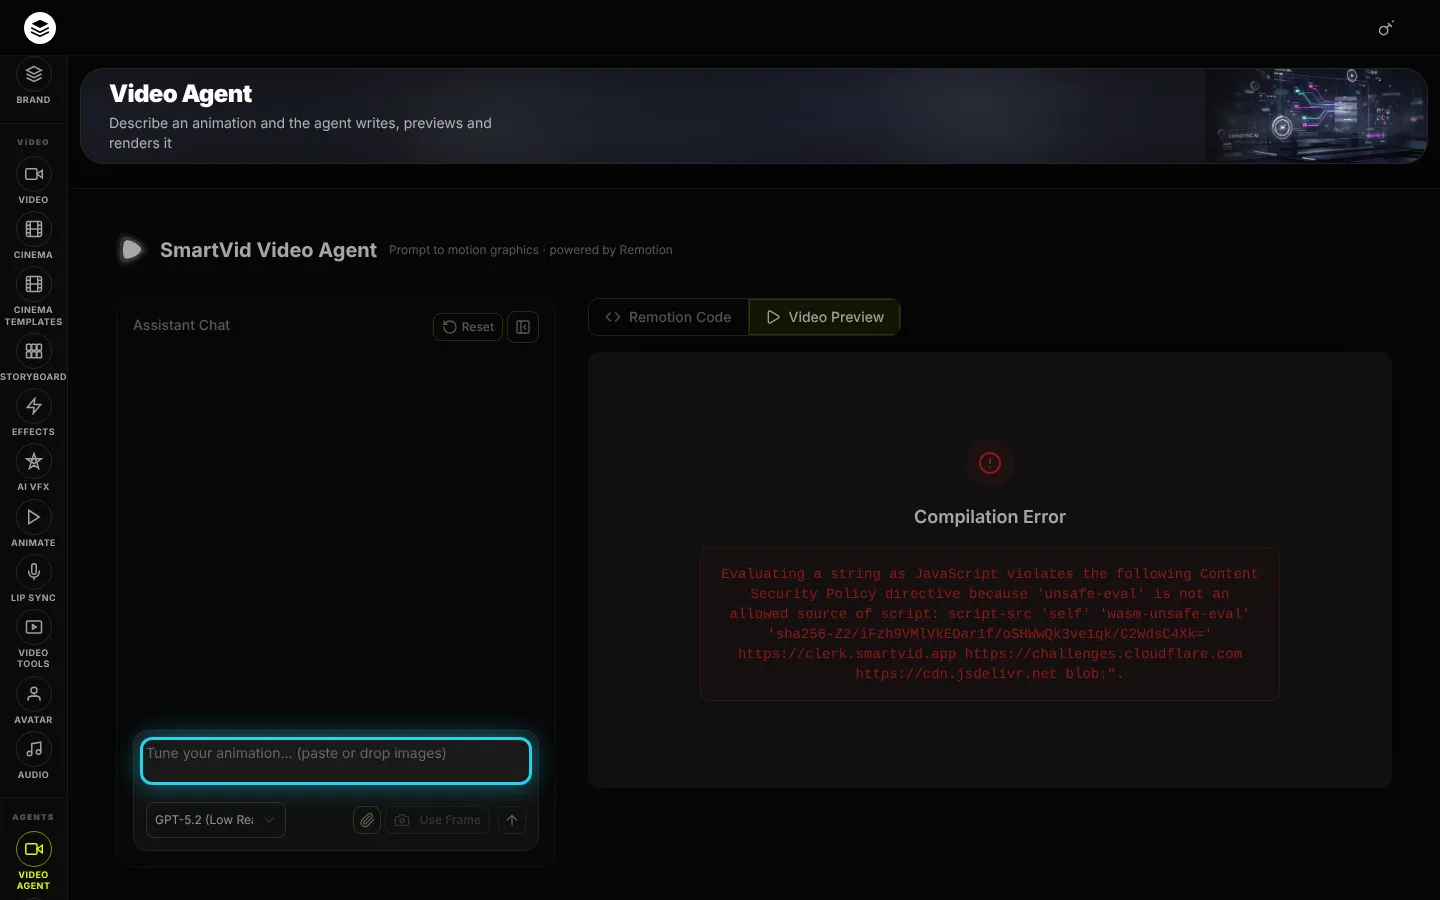 Video Agent
Describe an animation and the agent writes, previews and
renders it
BRAND
VIDEO
VIDEO
CINEMA
CINEMA
TEMPLATES
STORYBOARD
EFFECTS
AI VFX
ANIMATE
LIP SYNC
VIDEO
TOOLS
AVATAR
AUDIO
AGENTS
VIDEO
AGENT
SmartVid Video Agent
Prompt to motion graphics · powered by Remotion
Assistant Chat
Reset
Tune your animation... (paste or drop images)
GPT-5.2 (Low Rea
Use Frame
Remotion Code
Video Preview
Compilation Error
Evaluating a string as JavaScript violates the following Content
Security Policy directive because 'unsafe-eval' is not an
allowed source of script: script-src 'self' 'wasm-unsafe-eval'
'sha256-Z2/iFzh9VMlVkEOar1f/oSHWwQk3ve1qk/C2WdsC4Xk='
https://clerk.smartvid.app https://challenges.cloudflare.com
https://cdn.jsdelivr.net blob:".